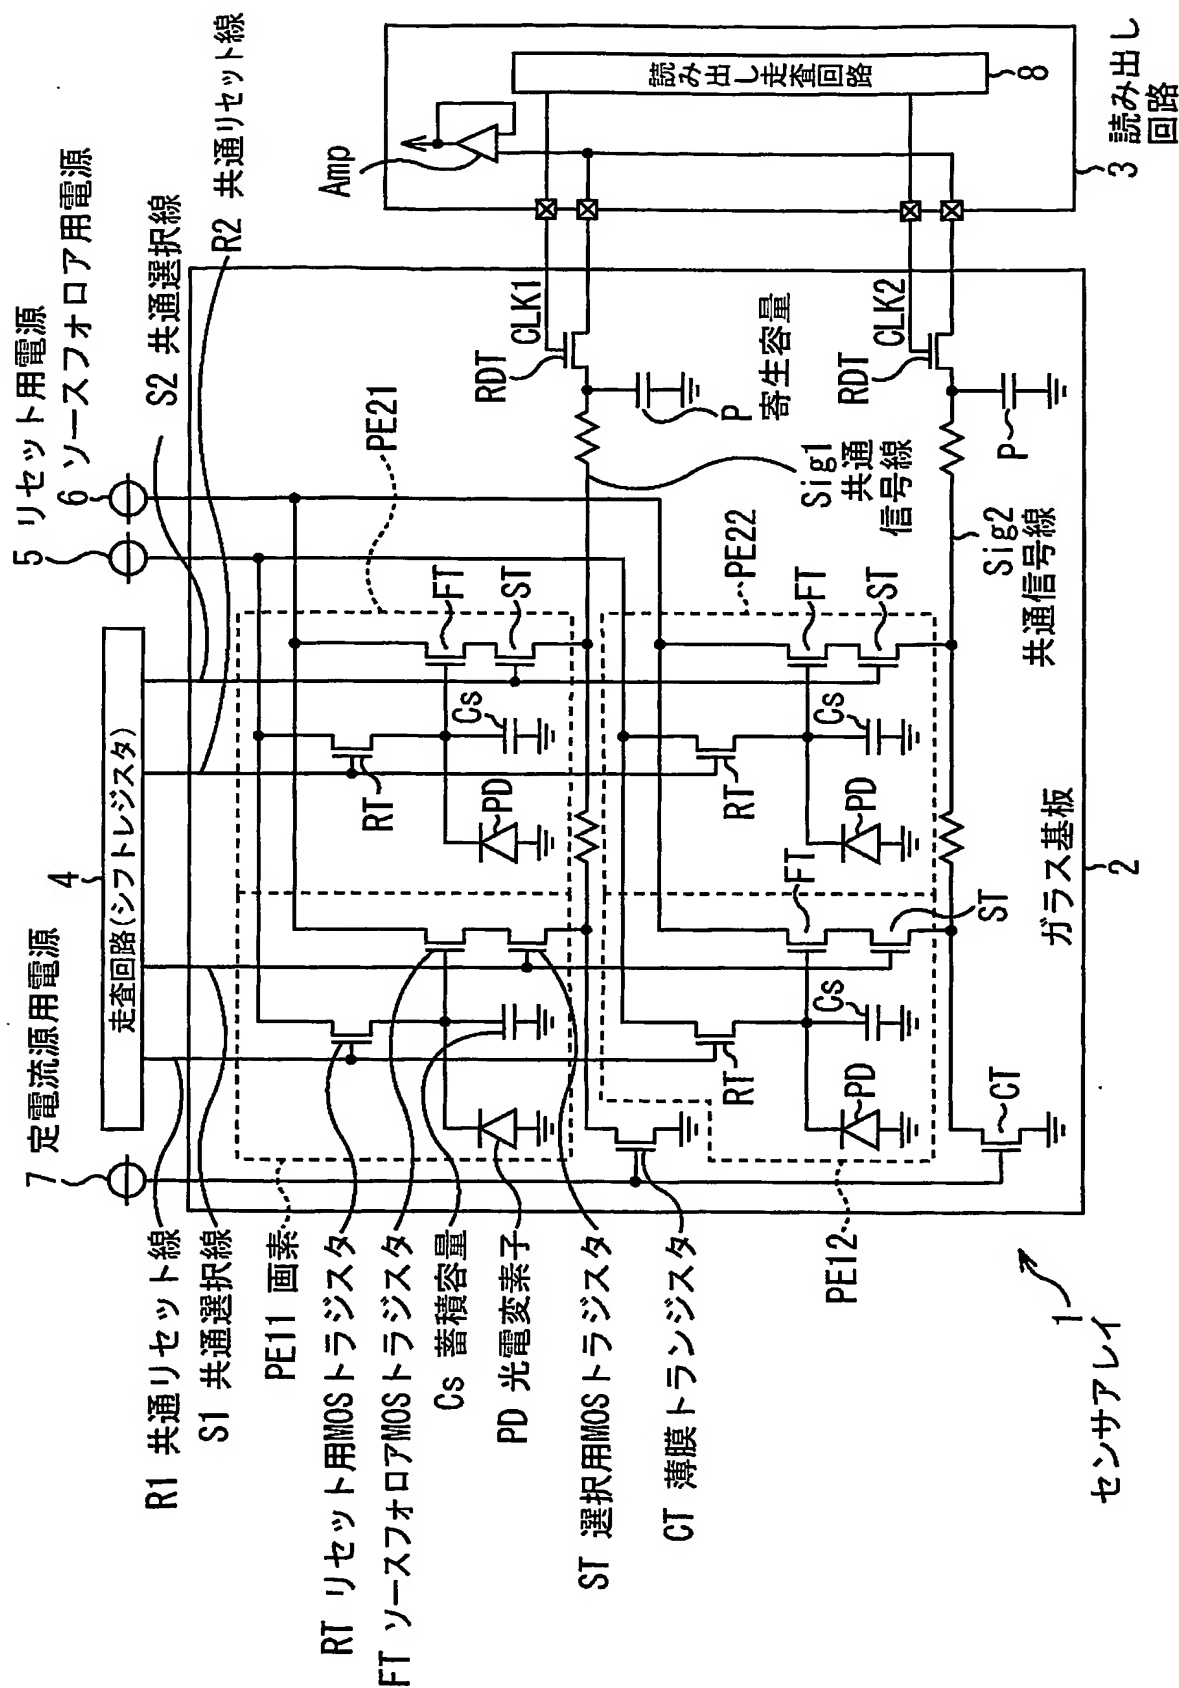 R1 共通リセット線
S1 共通選択線
PE11 画素
RT リセット用MOSトラジスタ
FT ソースフォロアMOSトラジスタ
Cs 蓄積容量
PD 光電変素子
ST 選択用MOSトラジスタ
CT 薄膜トランジスタ
PE12
1
センサアレイ
7 定電流源用電源
4
走査回路(シフトレジスタ)
5 リセット用電源
6 ソースフォロア用電源
S2 共通選択線
R2 共通リセット線
PE21
FT
ST
Cs
RT
PD
PE22
FT
ST
Cs
RT
PD
FT
ST
Cs
RT
PD
CT
Sig1
共通
信号線
Sig2
共通信号線
ガラス基板
2
RDT
CLK1
P
寄生容量
RDT
CLK2
P
Amp
読み出し走査回路
8
3 読み出し
回路